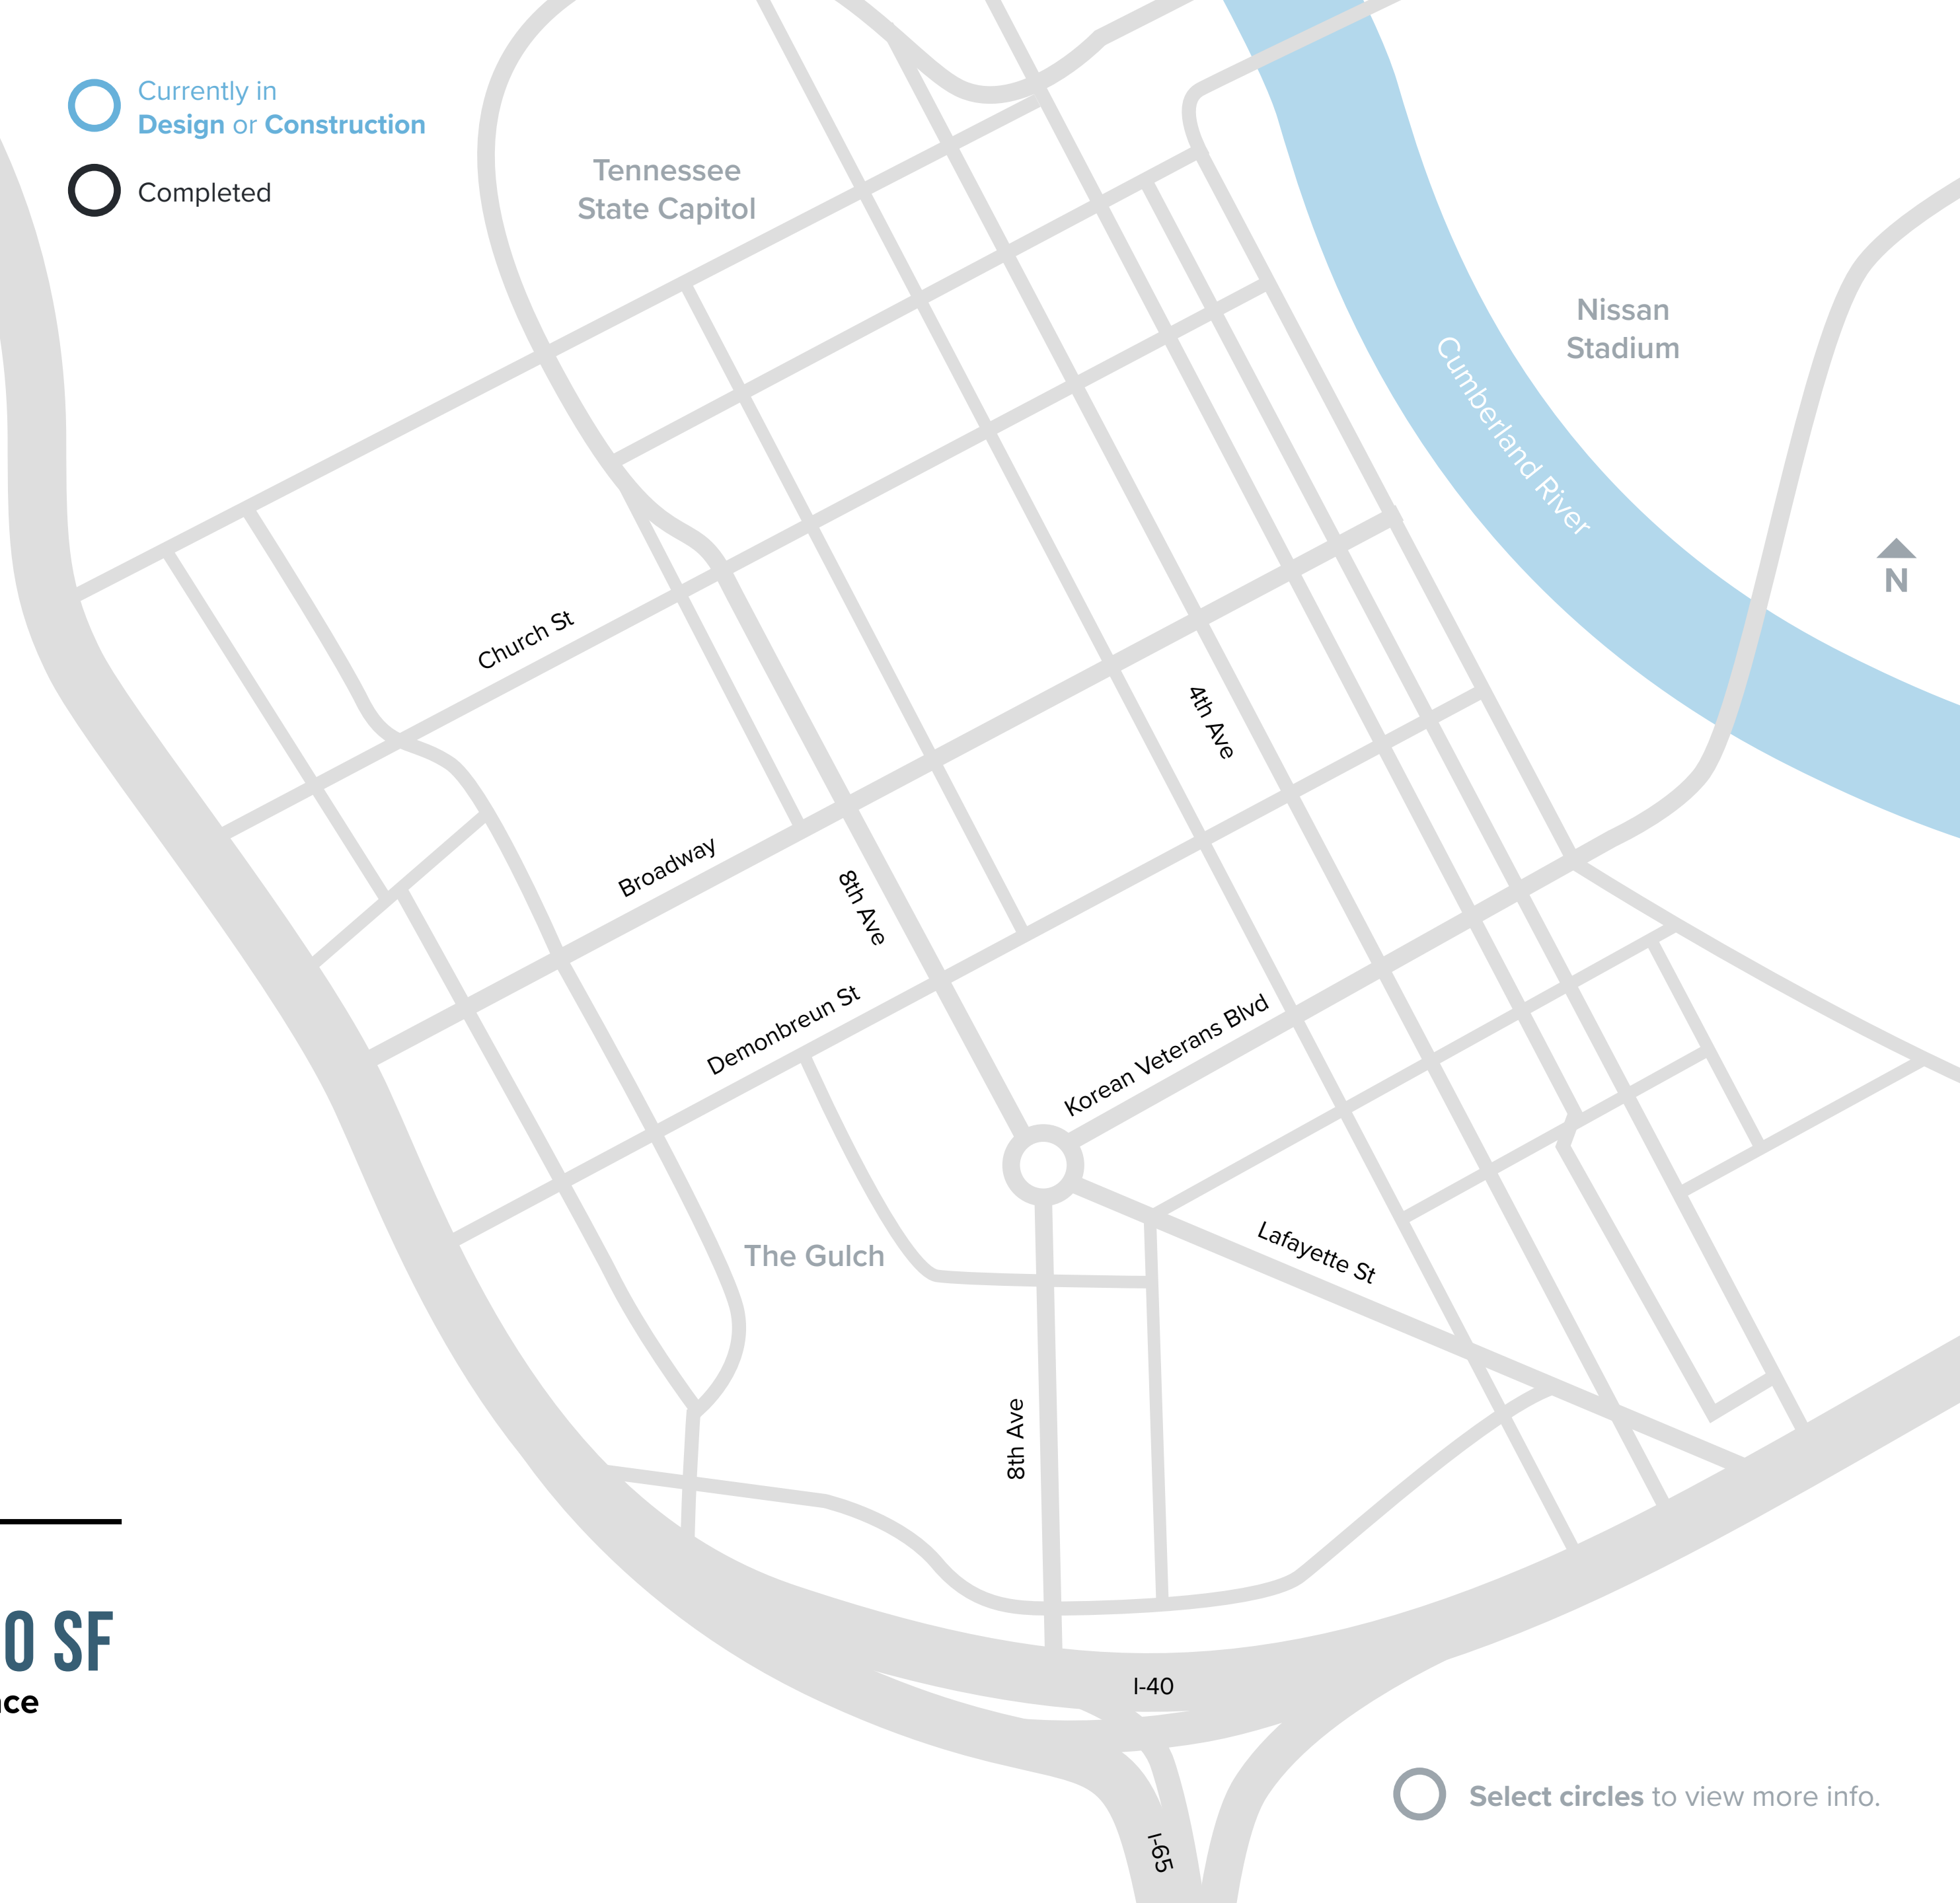 Currently in
Design or Construction
Completed
Tennessee
State Capitol
Nissan
Stadium
Cumberland River
N
Church St
4th Ave
Broadway
8th Ave
Demonbreun St
Korean Veterans Blvd
The Gulch
Lafayette St
8th Ave
0 SF
I-40
Select circles to view more info.
I-65